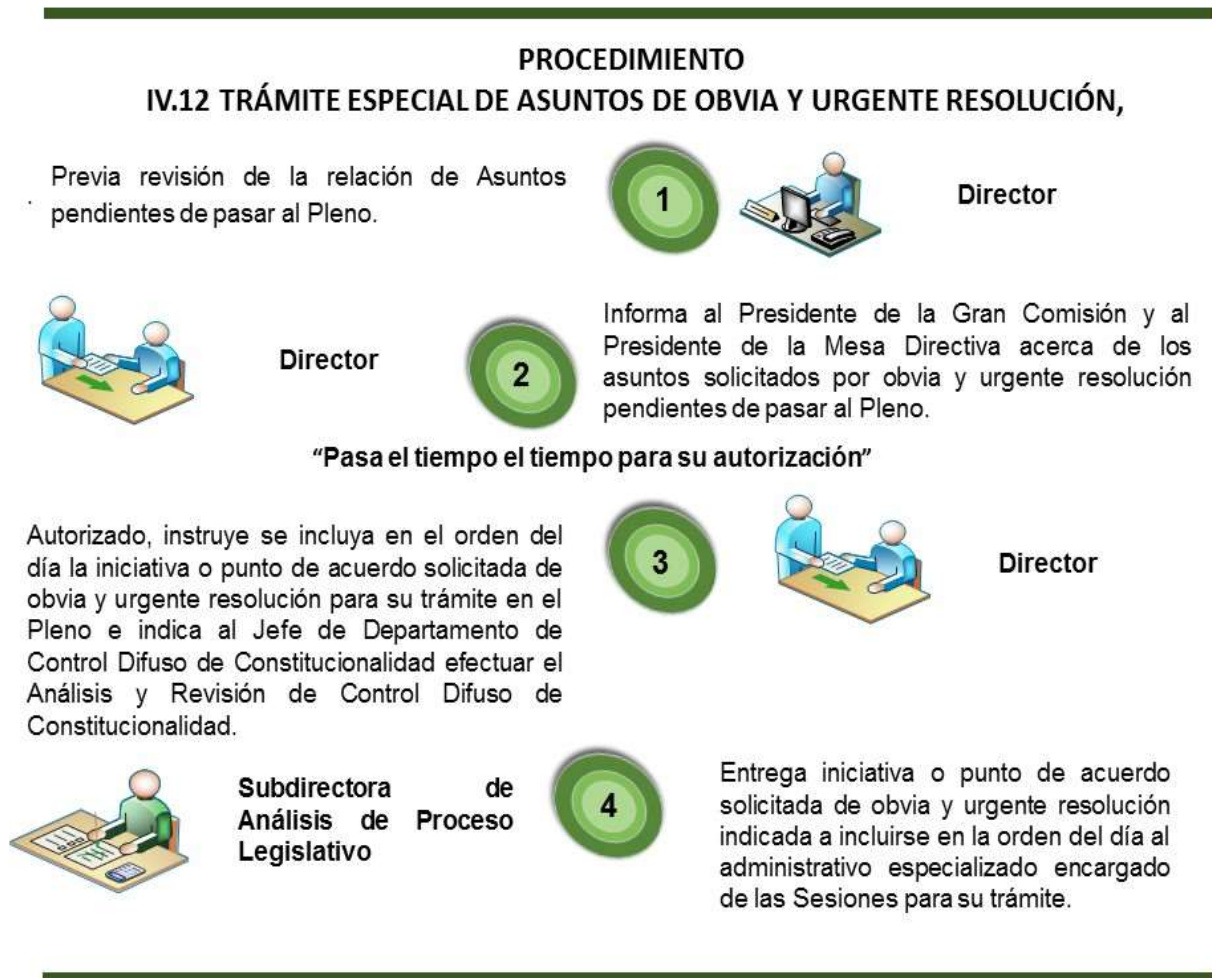 PROCEDIMIENTO
IV.12 TRÁMITE ESPECIAL DE ASUNTOS DE OBVIA Y URGENTE RESOLUCIÓN,
Previa revisión de la relación de Asuntos
. pendientes de pasar al Pleno.
1
Director
Director
2
Informa al Presidente de la Gran Comisión y al
Presidente de la Mesa Directiva acerca de los
asuntos solicitados por obvia y urgente resolución
pendientes de pasar al Pleno.
“Pasa el tiempo el tiempo para su autorización”
Autorizado, instruye se incluya en el orden del
día la iniciativa o punto de acuerdo solicitada de
obvia y urgente resolución para su trámite en el
Pleno e indica al Jefe de Departamento de
Control Difuso de Constitucionalidad efectuar el
Análisis y Revisión de Control Difuso de
Constitucionalidad.
3
Director
Subdirectora de
Análisis de Proceso
Legislativo
4
Entrega iniciativa o punto de acuerdo
solicitada de obvia y urgente resolución
indicada a incluirse en la orden del día al
administrativo especializado encargado
de las Sesiones para su trámite.